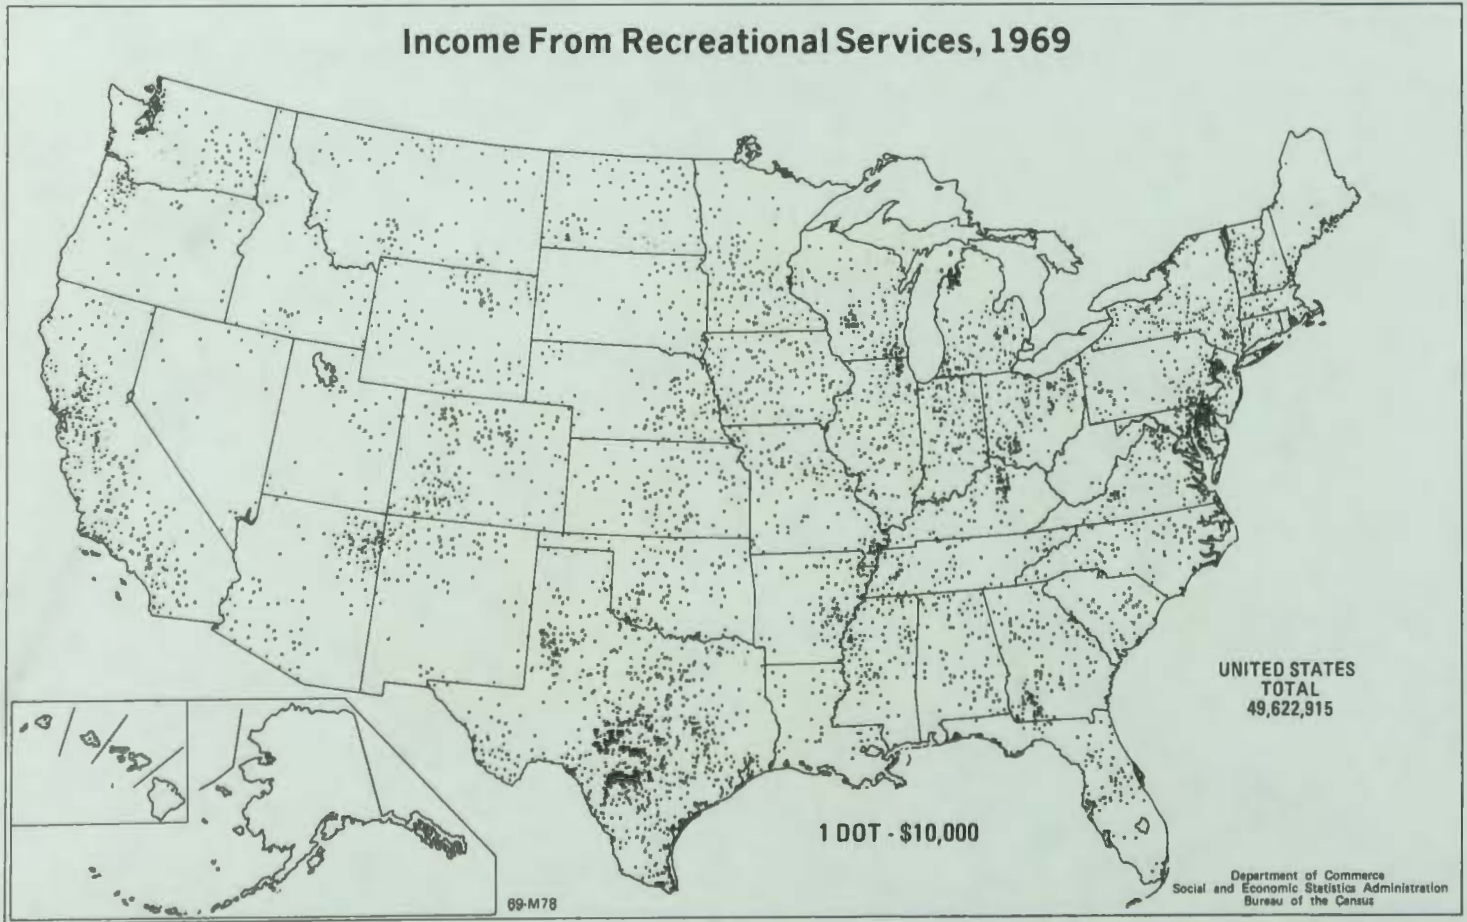 Income From Recreational Services, 1969
UNITED STATES
TOTAL
49,622,915
1 DOT - $10,000
Department of Commerce
Social and Economic Statistics Administration
Bureau of the Census
69-M78